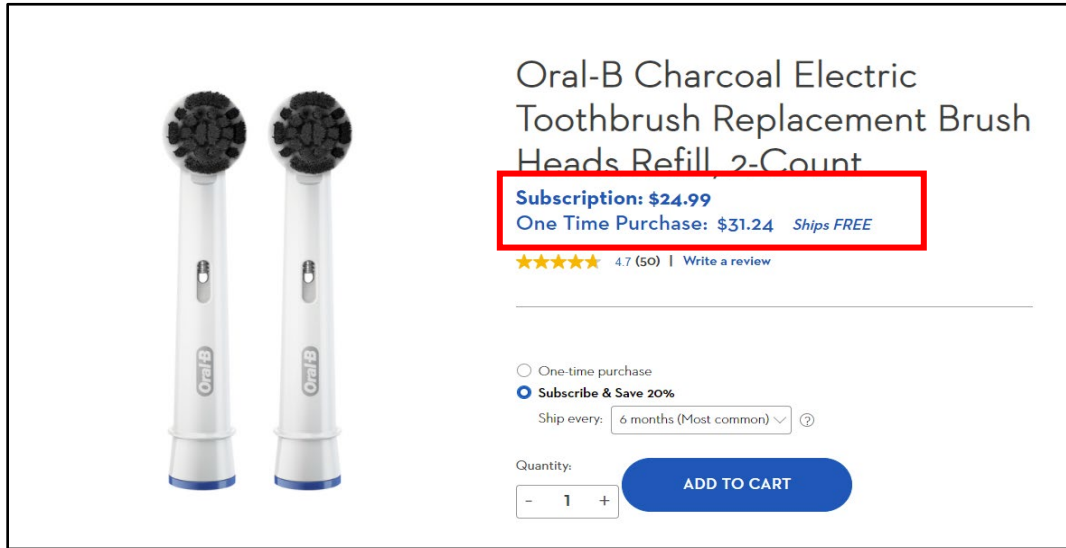 Oral-B Charcoal Electric
Toothbrush Replacement Brush
Heads Refill, 2-Count
Subscription: $24.99
One Time Purchase: $31.24 Ships FREE
4.7 (50) | Write a review
One-time purchase
Subscribe & Save 20%
Ship every: 6 months (Most common) ?
Quantity:
- 1 +
ADD TO CART
Oral-B
Oral-B